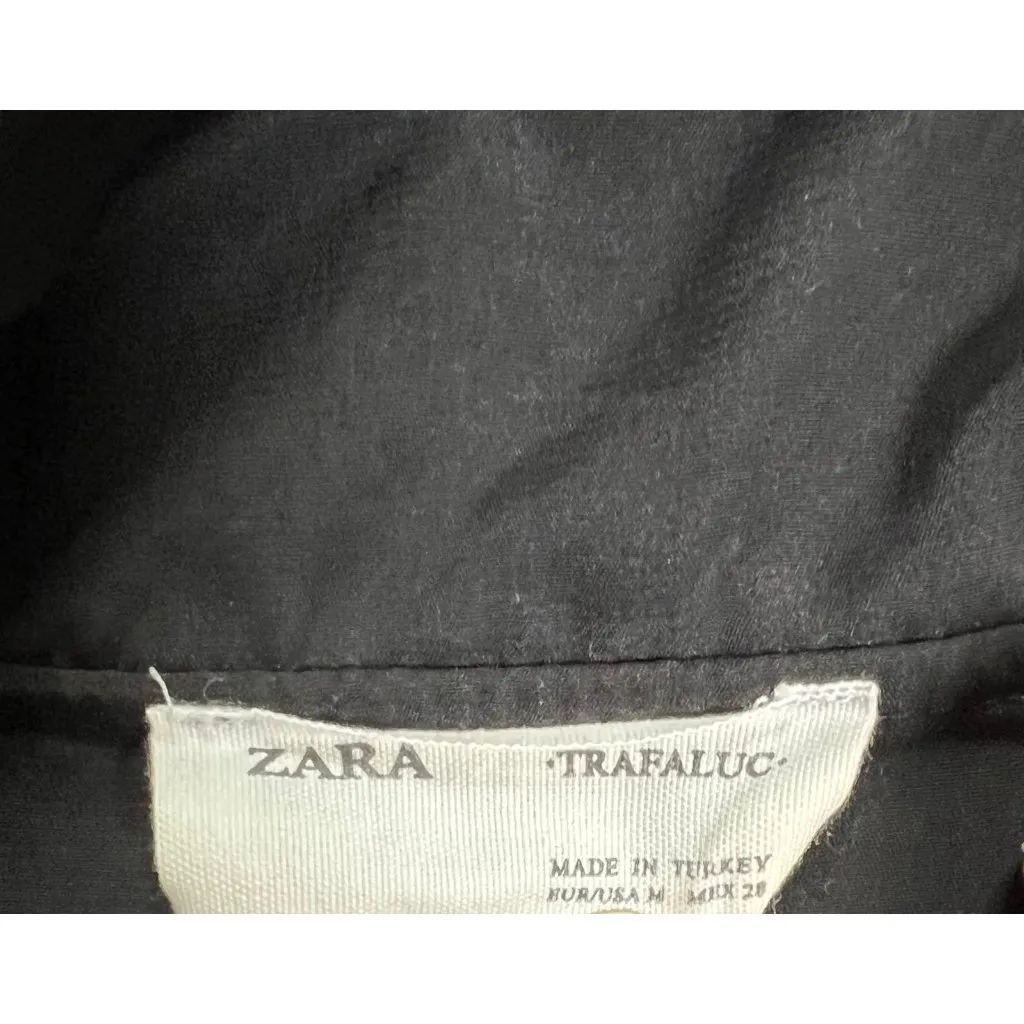 ZARA ·TRAFALUC·
MADE IN TURKEY
EUR/USA M MEX 28